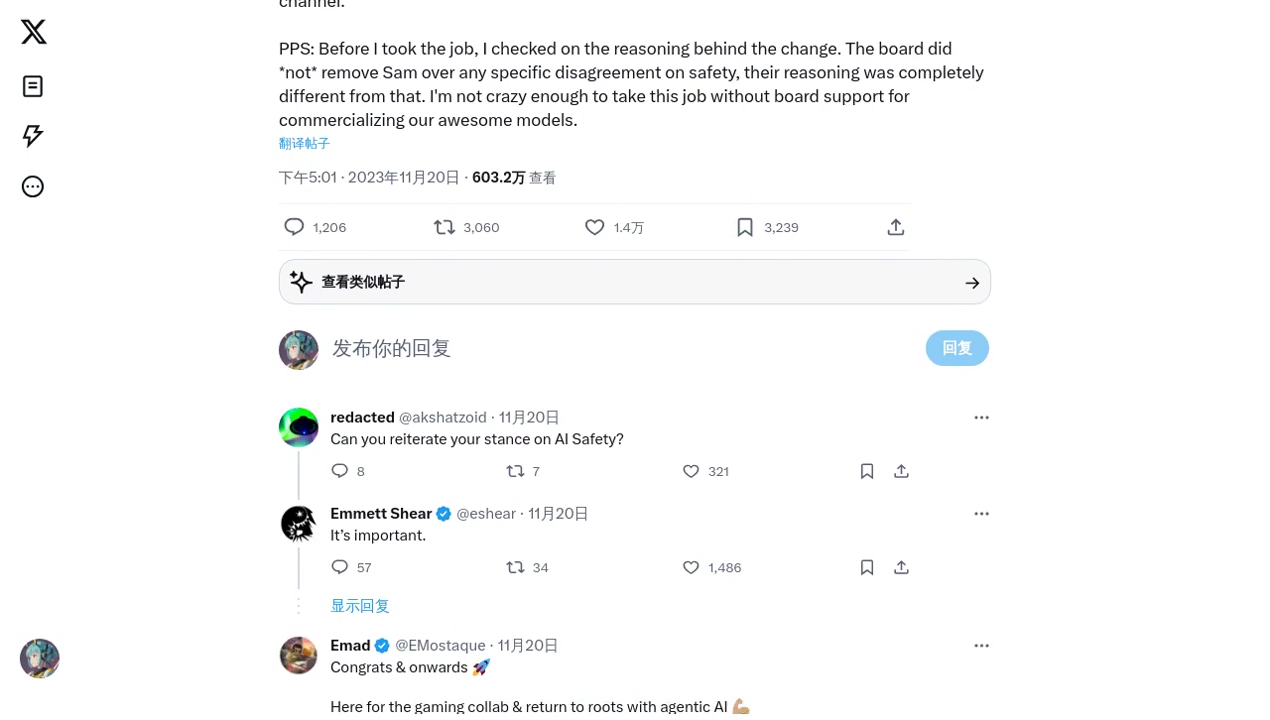 channel.
PPS: Before I took the job, I checked on the reasoning behind the change. The board did
*not* remove Sam over any specific disagreement on safety, their reasoning was completely
different from that. I'm not crazy enough to take this job without board support for
commercializing our awesome models.
翻译帖子
下午5:01 · 2023年11月20日 · 603.2万 查看
1,206 3,060 1.4万 3,239
查看类似帖子
发布你的回复 回复
redacted @akshatzoid · 11月20日
Can you reiterate your stance on AI Safety?
8 7 321
Emmett Shear @eshear · 11月20日
It's important.
57 34 1,486
显示回复
Emad @EMostaque · 11月20日
Congrats & onwards 🚀
Here for the gaming collab & return to roots with agentic AI 💪🏽